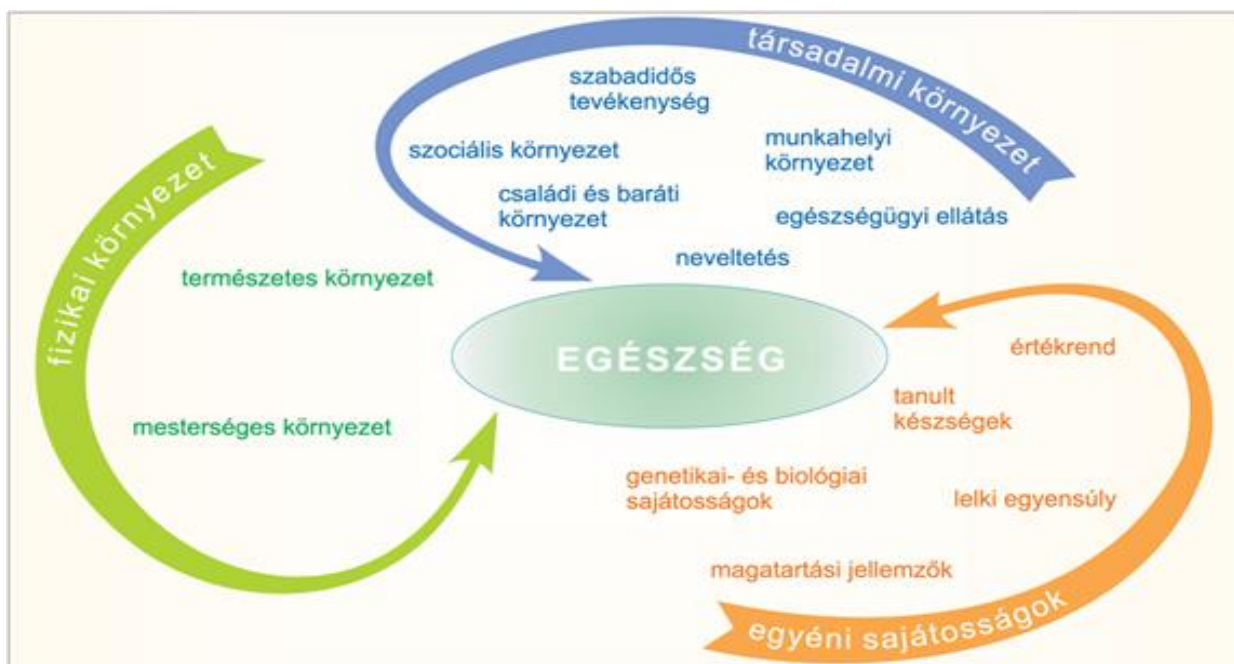 társadalmi környezet
szabadidős
tevékenység
szociális környezet
munkahelyi
környezet
családi és baráti
környezet
egészségügyi ellátás
neveltetés
fizikai környezet
természetes környezet
mesterséges környezet
EGÉSZSÉG
értékrend
tanult
készségek
genetikai- és biológiai
sajátosságok
lelki egyensúly
magatartási jellemzők
egyéni sajátosságok